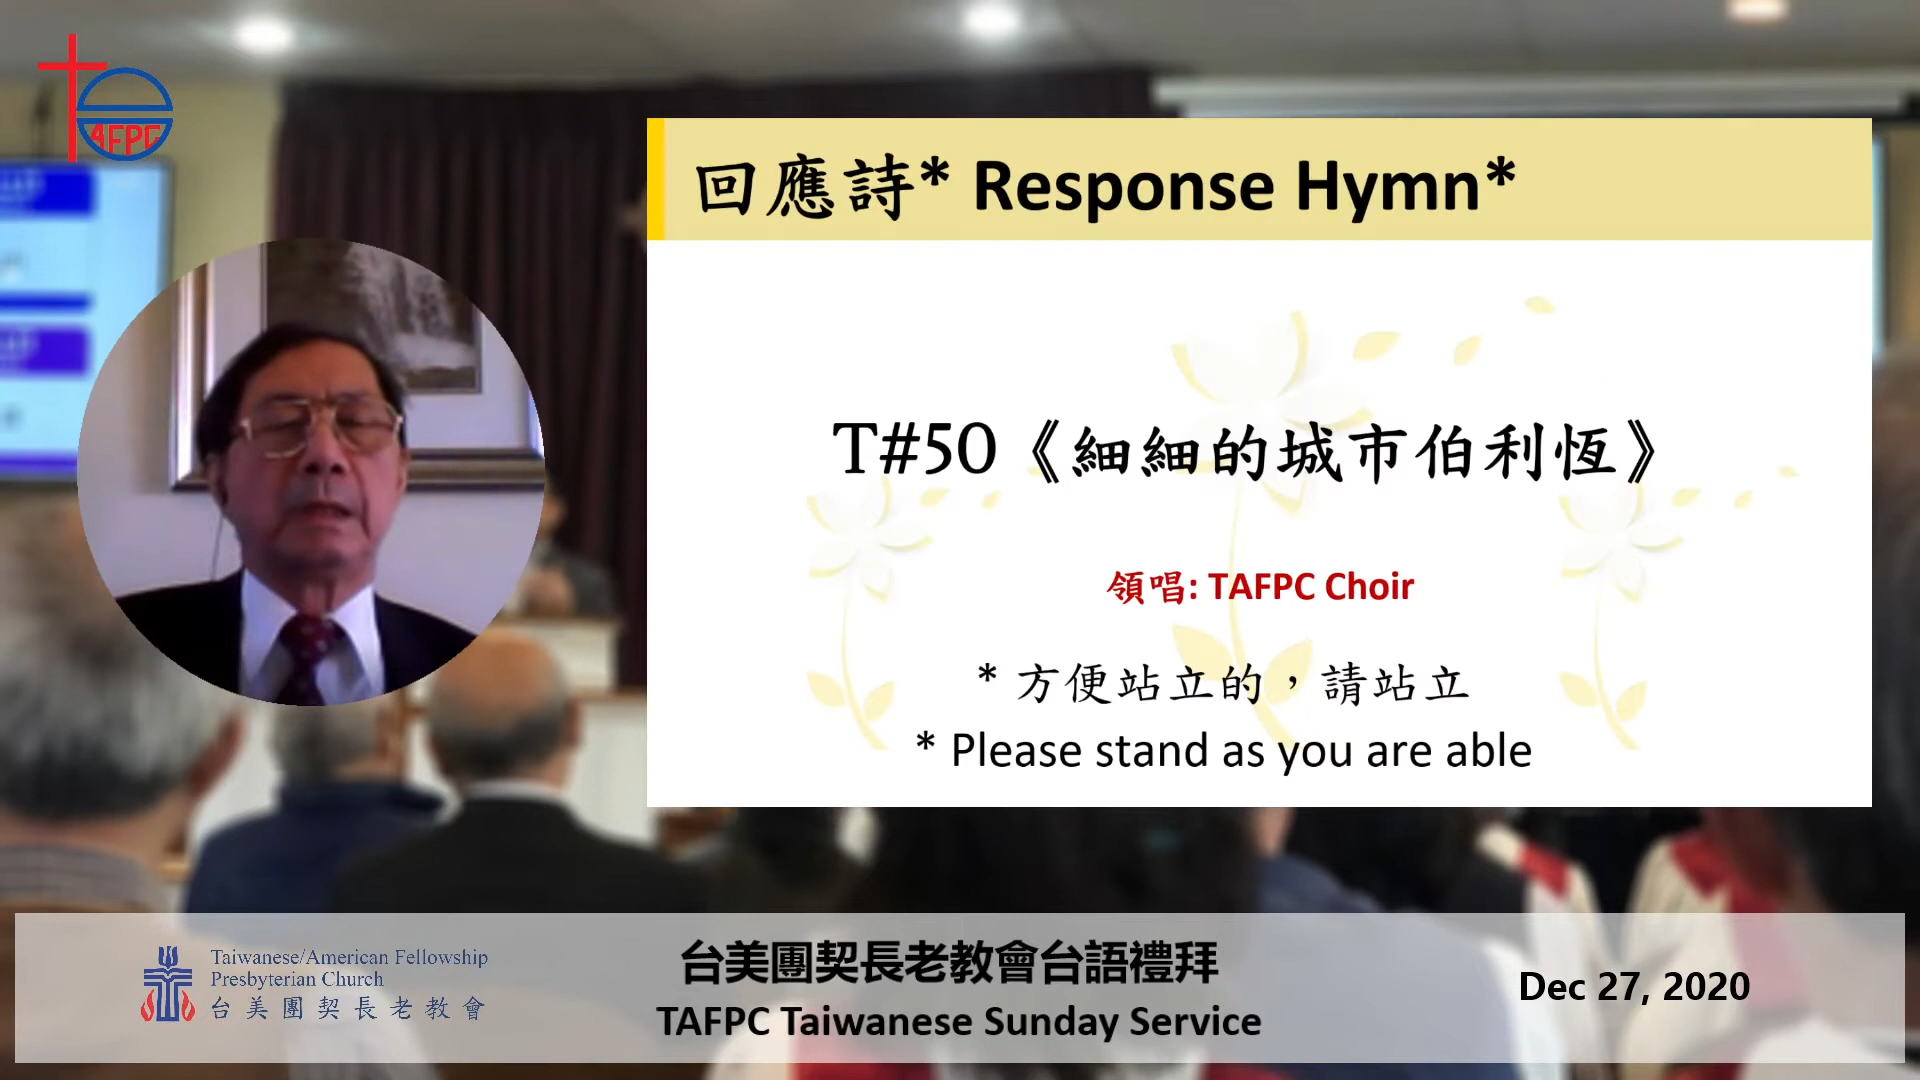 AFPC
回應詩* Response Hymn*
T#50《細細的城市伯利恆》
領唱: TAFPC Choir
* 方便站立的，請站立
* Please stand as you are able
Taiwanese/American Fellowship
Presbyterian Church
台美團契長老教會
台美團契長老教會台語禮拜
TAFPC Taiwanese Sunday Service
Dec 27, 2020